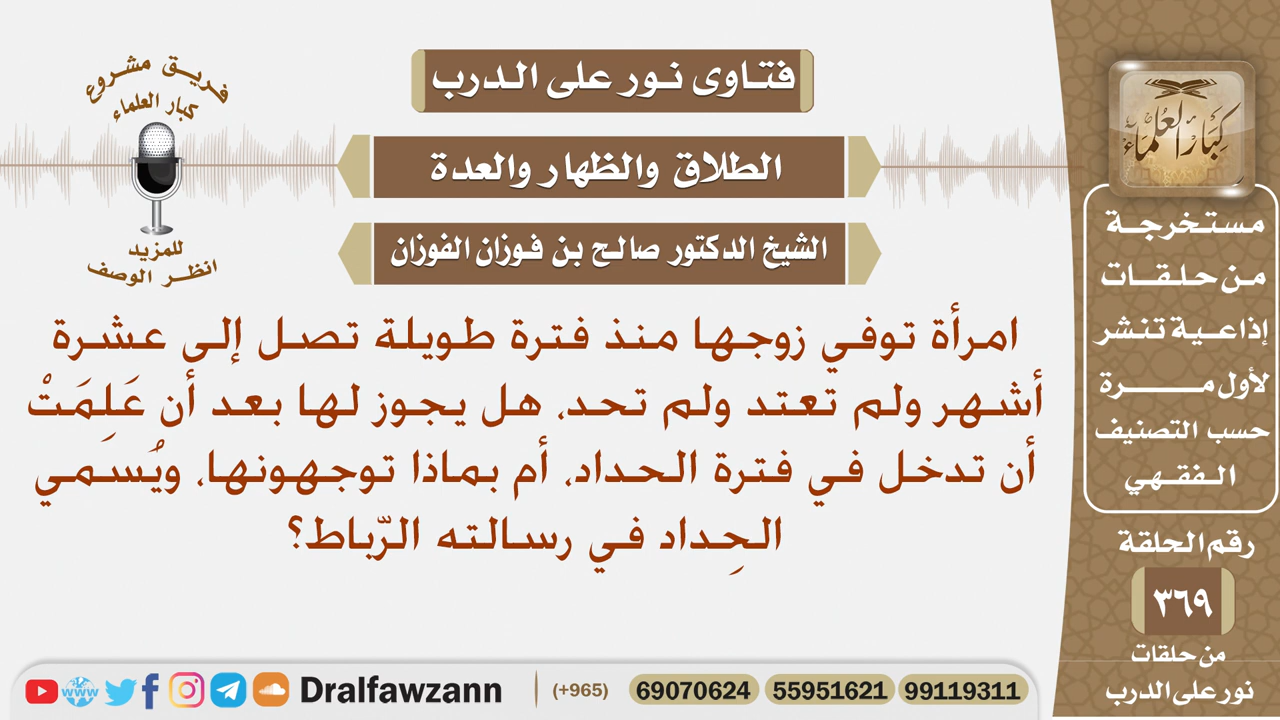 فتاوى نور على الدرب
الطلاق والظهار والعدة
الشيخ الدكتور صالح بن فوزان الفوزان
فريق مشروع
كبار العلماء
للمزيد
انظر الوصف
امرأة توفي زوجها منذ فترة طويلة تصل إلى عشرة
أشهر ولم تعتد ولم تحد، هل يجوز لها بعد أن عَلِمَتْ
أن تدخل في فترة الحداد، أم بماذا توجهونها، ويُسمي
الحِداد في رسالته الرّباط؟
كِبَارُ العُلَمَاءِ
مستخرجة
من حلقات
إذاعية تنشر
لأول مرة
حسب التصنيف
الفقهي
رقم الحلقة
٣٦٩
من حلقات
نور على الدرب
www Dralfawzann (+965) 69070624 55951621 99119311